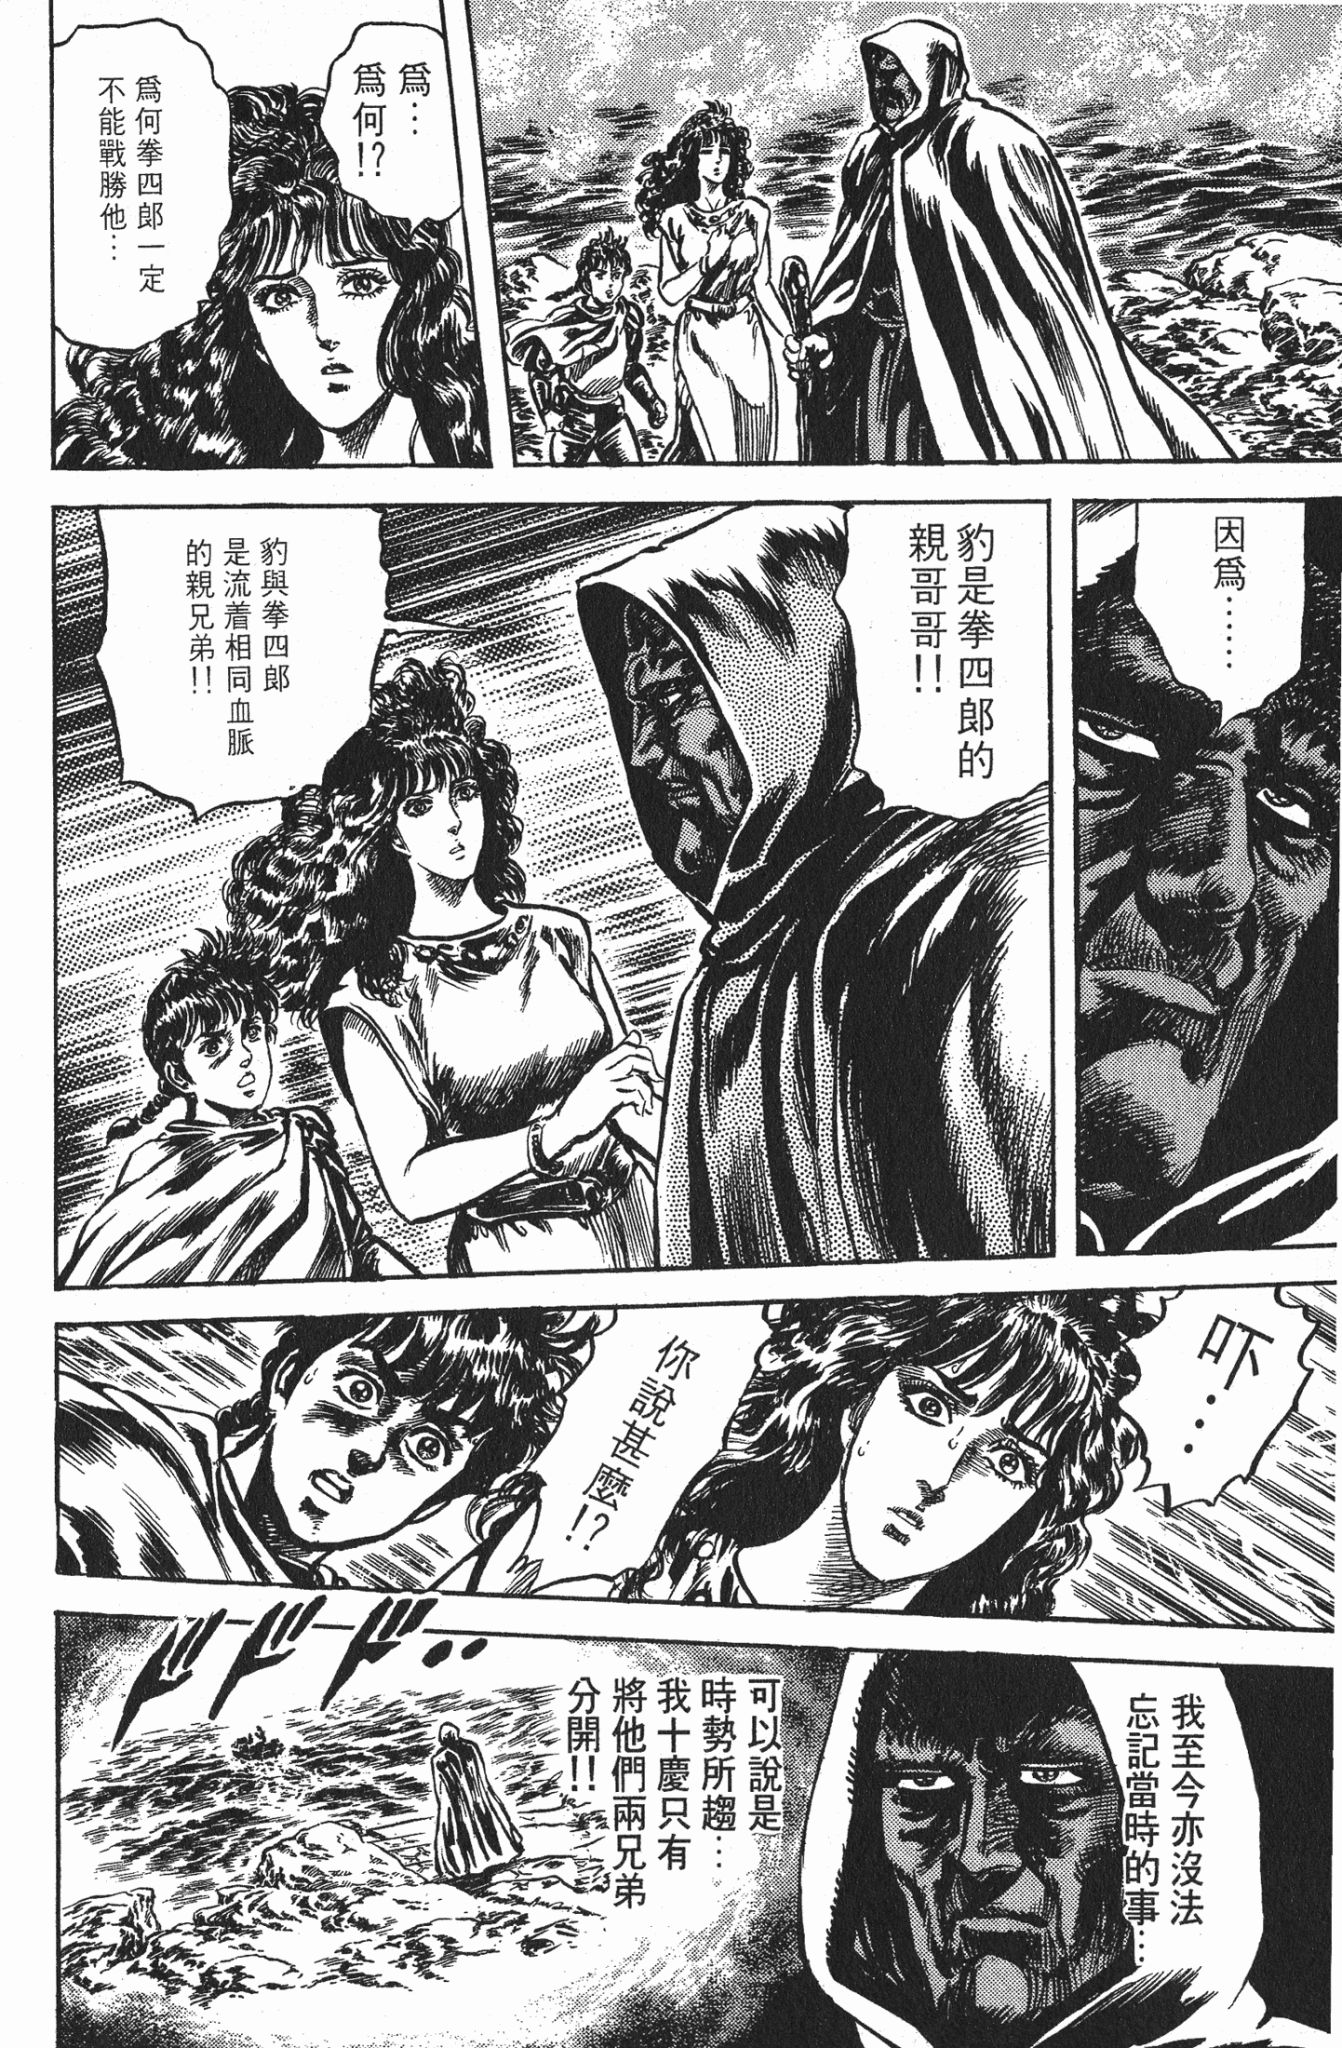 爲…
爲何!?
爲何拳四郎一定
不能戰勝他…
因爲……
豹是拳四郎的
親哥哥!!
豹與拳四郎
是流着相同血脈
的親兄弟!!
吓…
你說甚麼!?
我至今亦沒法
忘記當時的事…
可以說是
時勢所趨…
我十慶只有
將他們兩兄弟
分開!!
ドドド…